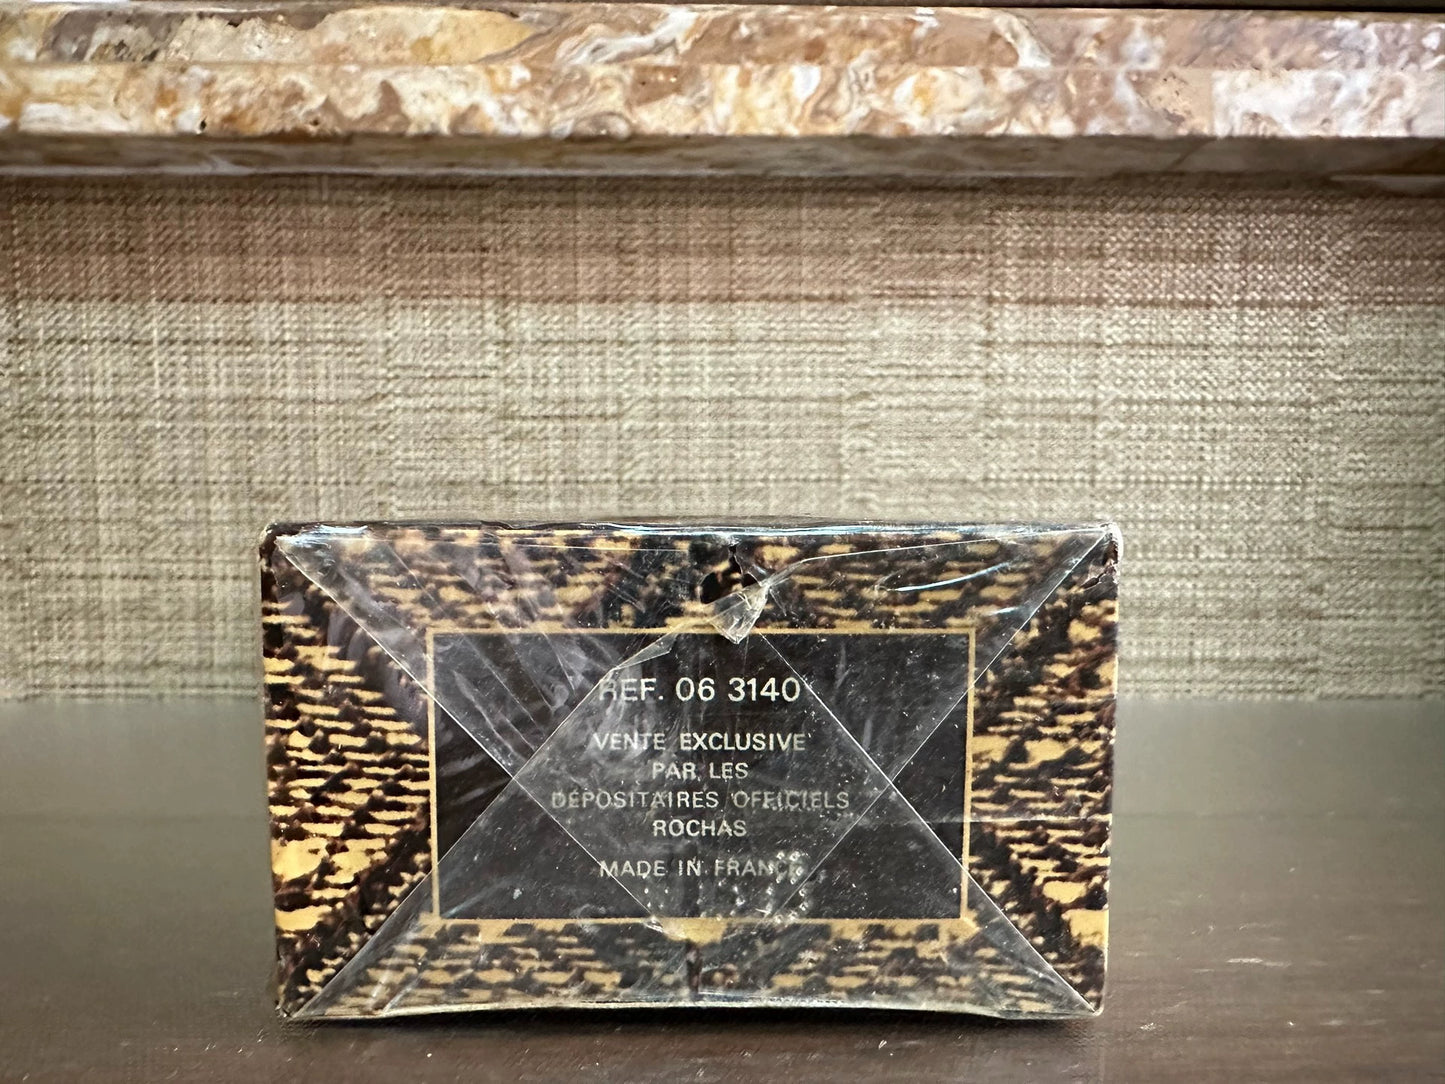 REF. 06 3140
VENTE EXCLUSIVE
PAR LES
DÉPOSITAIRES OFFICIELS
ROCHAS
MADE IN FRANCE